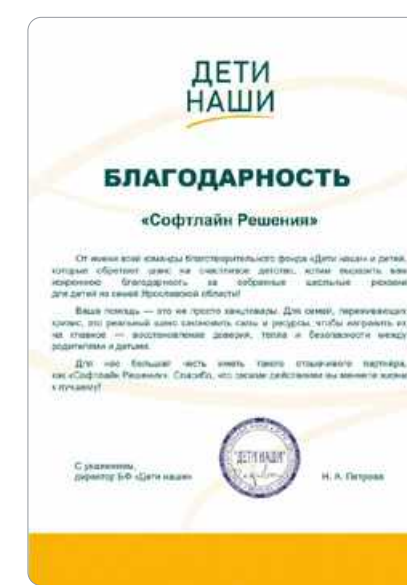 ДЕТИ
НАШИ
БЛАГОДАРНОСТЬ
«Софтлайн Решения»
От имени всей команды благотворительного фонда «Дети наши» и детей,
которые обретают шанс на счастливое детство, хотим выразить вам
искреннюю благодарность за собранные школьные рюкзаки
для детей из семей Ярославской области!
Ваша помощь — это не просто канцтовары. Для семей, переживающих
кризис, это реальный шанс сэкономить силы и ресурсы, чтобы направить их
на главное — восстановление доверия, тепла и безопасности между
родителями и детьми.
Для нас большая честь иметь такого отзывчивого партнера,
как «Софтлайн Решения». Спасибо, что своими действиями вы меняете жизни
к лучшему!
С уважением,
директор БФ «Дети наши»
"ДЕТИ НАШИ"
Н. А. Петрова